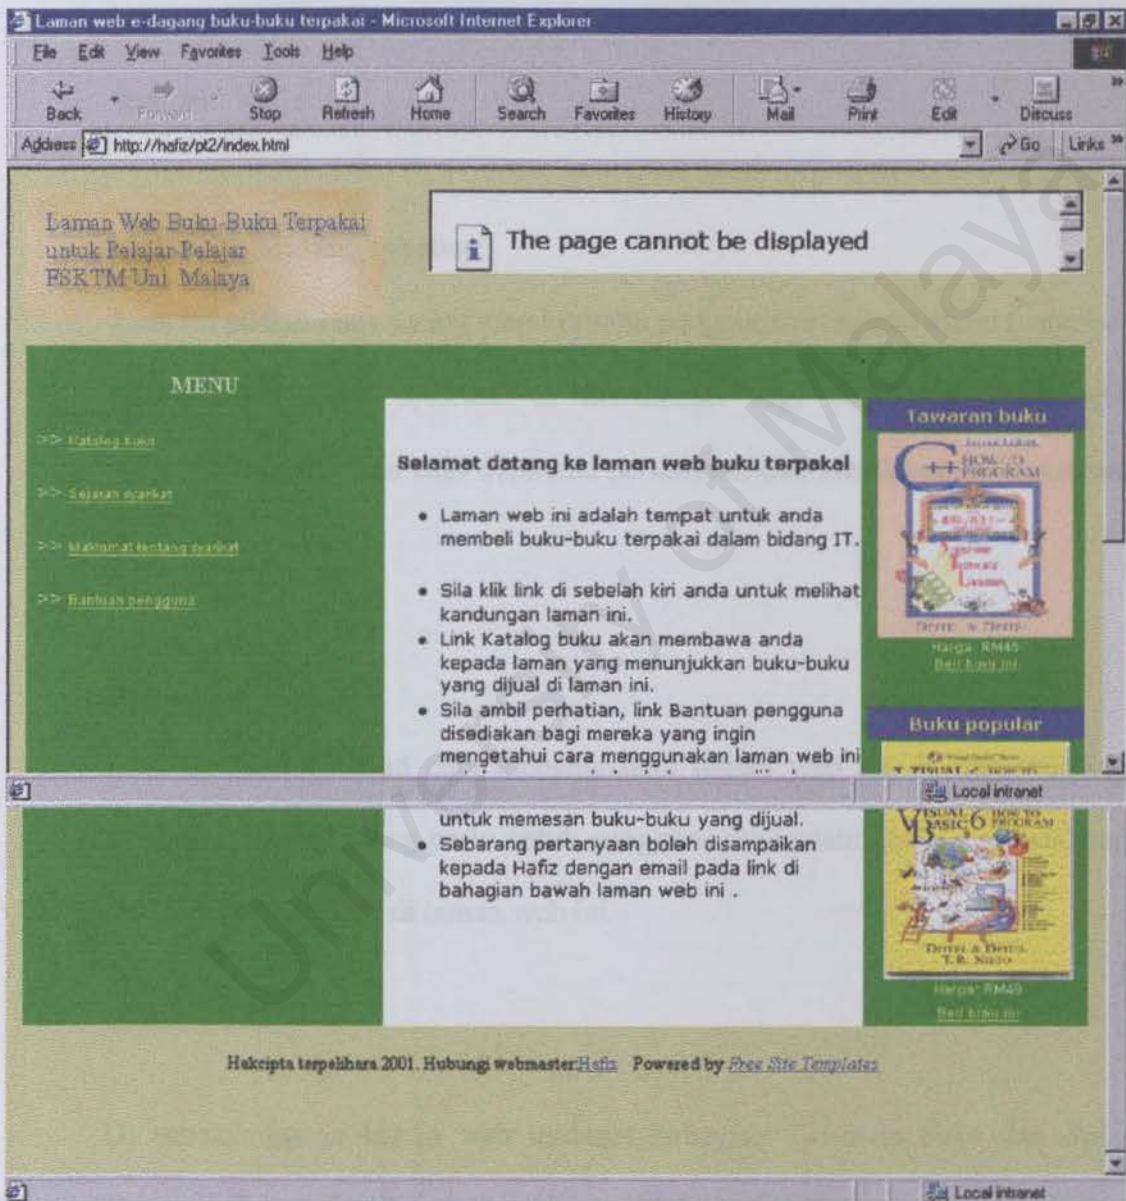 Laman web e-dagang buku-buku terpakai - Microsoft Internet Explorer
File Edit View Favorites Tools Help
Back Forward Stop Refresh Home Search Favorites History Mail Print Edit Discuss
Address http://hafiz/pt2/index.html Go Links
Laman Web Buku-Buku Terpakai
untuk Pelajar-Pelajar
FSKTM Uni. Malaya
The page cannot be displayed
MENU
>> Katalog buku
>> Sejarah syarikat
>> Maklumat tentang syarikat
>> Bantuan pengguna
Selamat datang ke laman web buku terpakai
• Laman web ini adalah tempat untuk anda
membeli buku-buku terpakai dalam bidang IT.
• Sila klik link di sebelah kiri anda untuk melihat
kandungan laman ini.
• Link Katalog buku akan membawa anda
kepada laman yang menunjukkan buku-buku
yang dijual di laman ini.
• Sila ambil perhatian, link Bantuan pengguna
disediakan bagi mereka yang ingin
mengetahui cara menggunakan laman web ini
untuk memesan buku-buku yang dijual.
• Sebarang pertanyaan boleh disampaikan
kepada Hafiz dengan email pada link di
bahagian bawah laman web ini .
Tawaran buku
C++ HOW TO
PROGRAM
DEITEL & DEITEL
Harga: RM45
Beli buku ini
Buku popular
VISUAL
BASIC 6 HOW TO
PROGRAM
DEITEL & DEITEL
T.R. NIETO
Harga: RM49
Beli buku ini
Local intranet
Hakcipta terpelihara 2001. Hubungi webmaster:Hafiz Powered by Free Site Templates
Local intranet
University of Malaya